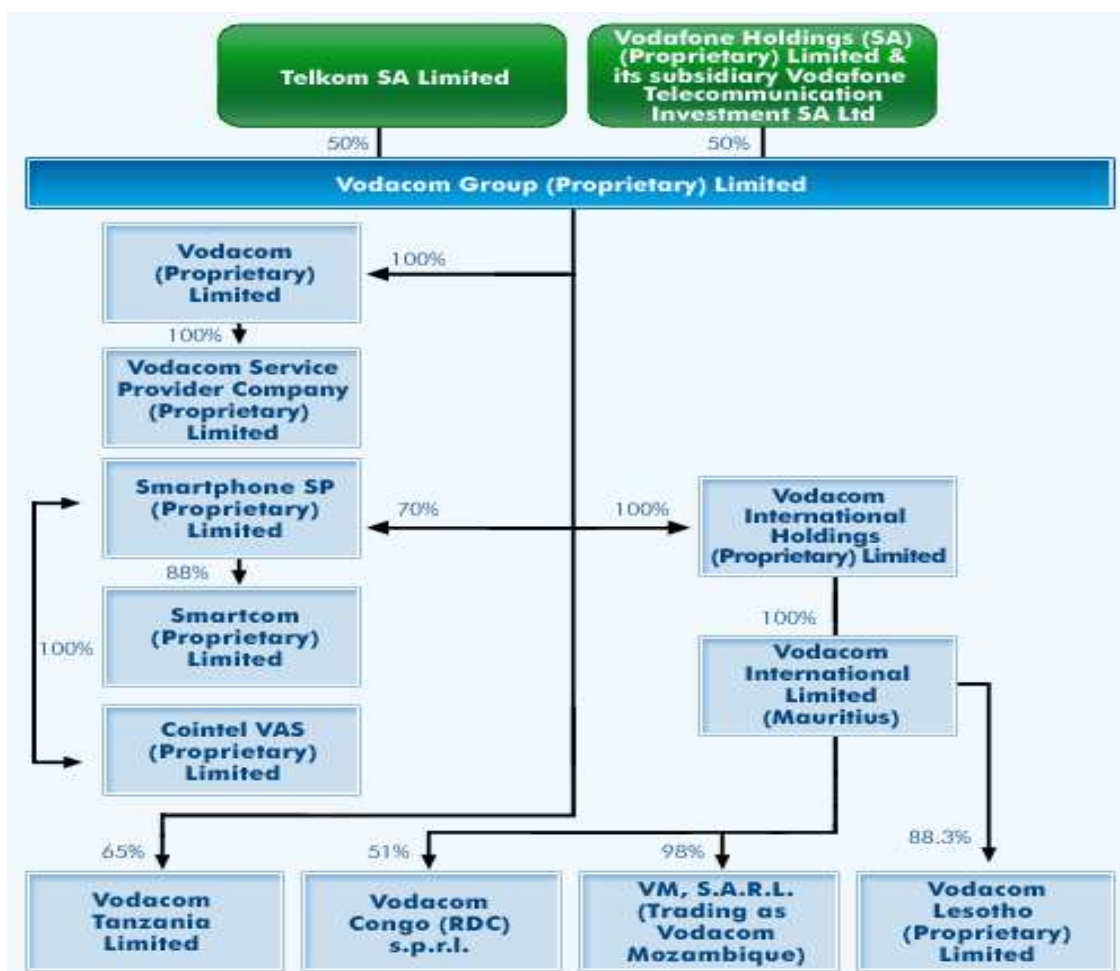 Telkom SA Limited
Vodafone Holdings (SA)
(Proprietary) Limited &
its subsidiary Vodafone
Telecommunication
Investment SA Ltd
50%
50%
Vodacom Group (Proprietary) Limited
Vodacom
(Proprietary)
Limited
100%
100%
Vodacom Service
Provider Company
(Proprietary)
Limited
Smartphone SP
(Proprietary)
Limited
70%
100%
Vodacom
International
Holdings
(Proprietary) Limited
88%
Smartcom
(Proprietary)
Limited
100%
100%
Vodacom
International
Limited
(Mauritius)
Cointel VAS
(Proprietary)
Limited
65%
51%
98%
88.3%
Vodacom
Tanzania
Limited
Vodacom
Congo (RDC)
s.p.r.l.
VM, S.A.R.L.
(Trading as
Vodacom
Mozambique)
Vodacom
Lesotho
(Proprietary)
Limited